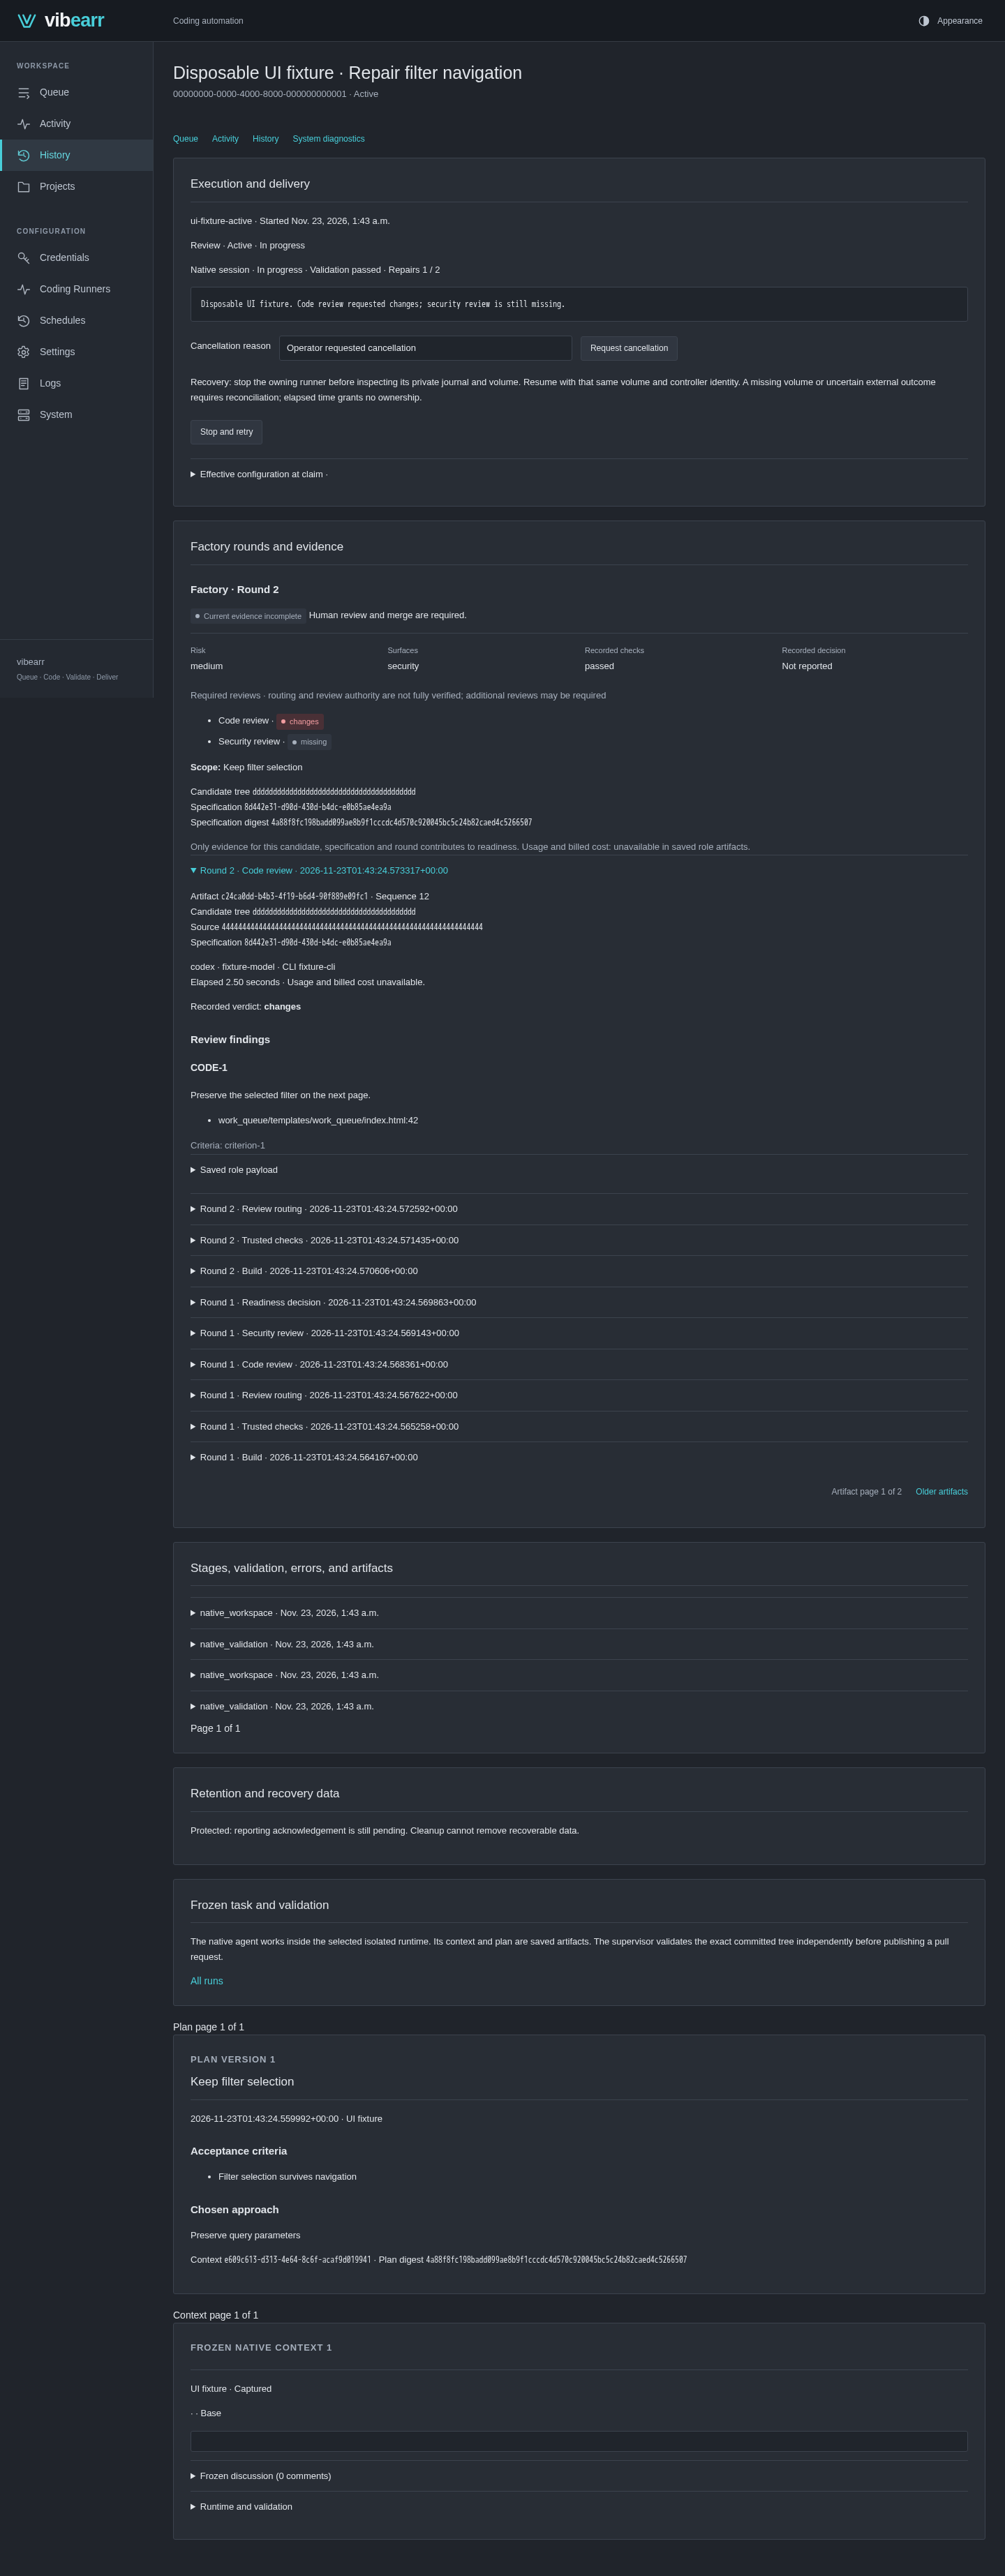 vibearr
Coding automation
Appearance
WORKSPACE
Queue
Activity
History
Projects
CONFIGURATION
Credentials
Coding Runners
Schedules
Settings
Logs
System
vibearr
Queue · Code · Validate · Deliver
Disposable UI fixture · Repair filter navigation
00000000-0000-4000-8000-000000000001 · Active
Queue Activity History System diagnostics
Execution and delivery
ui-fixture-active · Started Nov. 23, 2026, 1:43 a.m.
Review · Active · In progress
Native session · In progress · Validation passed · Repairs 1 / 2
Disposable UI fixture. Code review requested changes; security review is still missing.
Cancellation reason Operator requested cancellation Request cancellation
Recovery: stop the owning runner before inspecting its private journal and volume. Resume with that same volume and controller identity. A missing volume or uncertain external outcome
requires reconciliation; elapsed time grants no ownership.
Stop and retry
Effective configuration at claim ·
Factory rounds and evidence
Factory · Round 2
Current evidence incomplete Human review and merge are required.
Risk Surfaces Recorded checks Recorded decision
medium security passed Not reported
Required reviews · routing and review authority are not fully verified; additional reviews may be required
Code review · changes
Security review · missing
Scope: Keep filter selection
Candidate tree dddddddddddddddddddddddddddddddddddddddd
Specification 8d442e31-d90d-430d-b4dc-e0b85ae4ea9a
Specification digest 4a88f8fc198badd099ae8b9f1cccdc4d570c920045bc5c24b82caed4c5266507
Only evidence for this candidate, specification and round contributes to readiness. Usage and billed cost: unavailable in saved role artifacts.
Round 2 · Code review · 2026-11-23T01:43:24.573317+00:00
Artifact c24ca0dd-b4b3-4f19-b6d4-90f889e09fc1 · Sequence 12
Candidate tree dddddddddddddddddddddddddddddddddddddddd
Source 4444444444444444444444444444444444444444444444444444444444444444
Specification 8d442e31-d90d-430d-b4dc-e0b85ae4ea9a
codex · fixture-model · CLI fixture-cli
Elapsed 2.50 seconds · Usage and billed cost unavailable.
Recorded verdict: changes
Review findings
CODE-1
Preserve the selected filter on the next page.
work_queue/templates/work_queue/index.html:42
Criteria: criterion-1
Saved role payload
Round 2 · Review routing · 2026-11-23T01:43:24.572592+00:00
Round 2 · Trusted checks · 2026-11-23T01:43:24.571435+00:00
Round 2 · Build · 2026-11-23T01:43:24.570606+00:00
Round 1 · Readiness decision · 2026-11-23T01:43:24.569863+00:00
Round 1 · Security review · 2026-11-23T01:43:24.569143+00:00
Round 1 · Code review · 2026-11-23T01:43:24.568361+00:00
Round 1 · Review routing · 2026-11-23T01:43:24.567622+00:00
Round 1 · Trusted checks · 2026-11-23T01:43:24.565258+00:00
Round 1 · Build · 2026-11-23T01:43:24.564167+00:00
Artifact page 1 of 2 Older artifacts
Stages, validation, errors, and artifacts
native_workspace · Nov. 23, 2026, 1:43 a.m.
native_validation · Nov. 23, 2026, 1:43 a.m.
native_workspace · Nov. 23, 2026, 1:43 a.m.
native_validation · Nov. 23, 2026, 1:43 a.m.
Page 1 of 1
Retention and recovery data
Protected: reporting acknowledgement is still pending. Cleanup cannot remove recoverable data.
Frozen task and validation
The native agent works inside the selected isolated runtime. Its context and plan are saved artifacts. The supervisor validates the exact committed tree independently before publishing a pull
request.
All runs
Plan page 1 of 1
PLAN VERSION 1
Keep filter selection
2026-11-23T01:43:24.559992+00:00 · UI fixture
Acceptance criteria
Filter selection survives navigation
Chosen approach
Preserve query parameters
Context e609c613-d313-4e64-8c6f-acaf9d019941 · Plan digest 4a88f8fc198badd099ae8b9f1cccdc4d570c920045bc5c24b82caed4c5266507
Context page 1 of 1
FROZEN NATIVE CONTEXT 1
UI fixture · Captured
· · Base
Frozen discussion (0 comments)
Runtime and validation